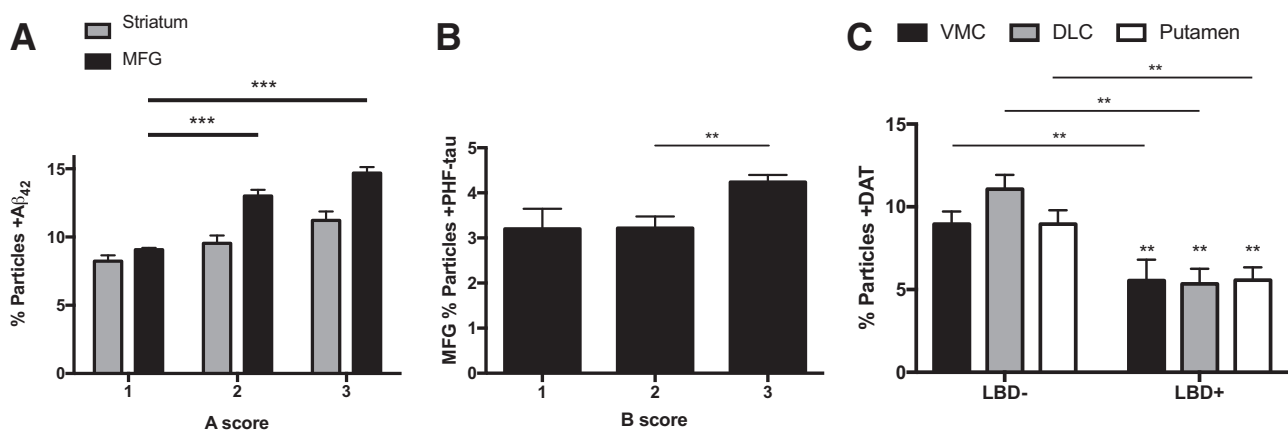 A
Striatum
MFG
***
***
% Particles +Aβ42
15
10
5
0
1 2 3
A score
B
**
MFG % Particles +PHF-tau
5
4
3
2
1
0
1 2 3
B score
C
VMC DLC Putamen
**
**
**
% Particles +DAT
15
10
5
0
** ** **
LBD- LBD+